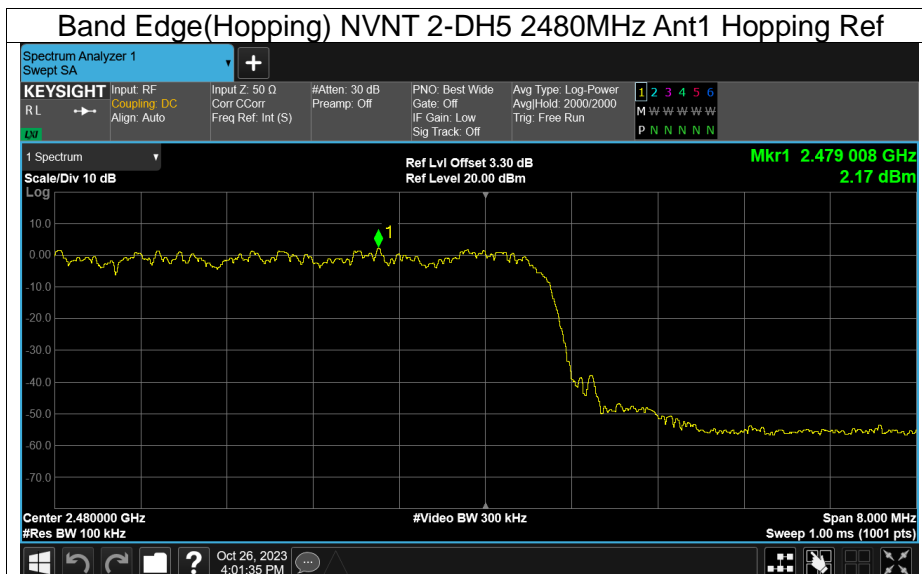 Band Edge(Hopping) NVNT 2-DH5 2480MHz Ant1 Hopping Ref
Spectrum Analyzer 1
Swept SA
+
KEYSIGHT
RL
LXI
Input: RF
Coupling: DC
Align: Auto
Input Z: 50 Ω
Corr CCorr
Freq Ref: Int (S)
#Atten: 30 dB
Preamp: Off
PNO: Best Wide
Gate: Off
IF Gain: Low
Sig Track: Off
Avg Type: Log-Power
Avg|Hold: 2000/2000
Trig: Free Run
1 2 3 4 5 6
M W W W W W
P N N N N N
1 Spectrum
Scale/Div 10 dB
Ref Lvl Offset 3.30 dB
Ref Level 20.00 dBm
Mkr1 2.479 008 GHz
2.17 dBm
Log
10.0
0.00
-10.0
-20.0
-30.0
-40.0
-50.0
-60.0
-70.0
1
Center 2.480000 GHz
#Res BW 100 kHz
#Video BW 300 kHz
Span 8.000 MHz
Sweep 1.00 ms (1001 pts)
?
Oct 26, 2023
4:01:35 PM